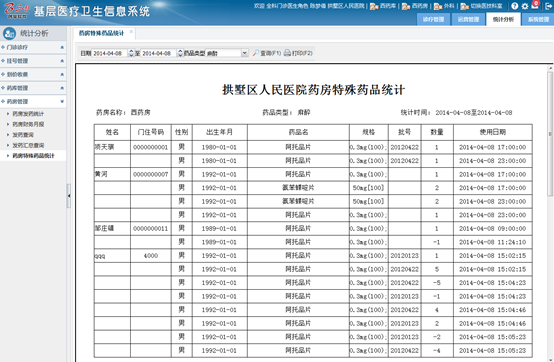 基层医疗卫生信息系统
欢迎 全科门诊医生角色 陈梦倩 拱墅区人民医院 西药库 西药房 外科 切换医技科室
诊疗管理 运营管理 统计分析 系统管理
统计分析
药房特殊药品统计
门诊诊疗
挂号管理
划价收费
药库管理
药房管理
药房发药统计
药房财务月报
发药查询
发药汇总查询
药房特殊药品统计
日期 2014-04-08 至 2014-04-08 药品类型 麻醉 查询(F1) 打印(F2)
拱墅区人民医院药房特殊药品统计
药房名称: 西药房 药品类型: 麻醉 统计时间: 2014-04-08至2014-04-08
姓名 门住号码 性别 出生年月 药品名 规格 批号 数量 使用日期
项天骐 0000000001 男 1980-01-01 阿托品片 0.3mg(100); 20120422 1 2014-04-08 17:00:00
男 1980-01-01 阿托品片 0.3mg(100); 20120422 1 2014-04-08 23:00:00
黄河 0000000007 男 1992-01-01 阿托品片 0.3mg(100); 1 2014-04-08 17:00:00
男 1992-01-01 氯苯蝶啶片 50mg[100] 2 2014-04-08 17:00:00
男 1992-01-01 氯苯蝶啶片 50mg[100] 2 2014-04-08 23:00:00
男 1992-01-01 阿托品片 0.3mg(100); 1 2014-04-08 23:00:00
邹庄镛 0000000011 男 1989-01-01 阿托品片 0.3mg(100); 1 2014-04-08 09:00:00
男 1989-01-01 阿托品片 0.3mg(100); -1 2014-04-08 11:24:10
qqq 4000 男 1992-01-01 阿托品片 0.3mg(100); 20120123 1 2014-04-08 15:02:15
男 1992-01-01 阿托品片 0.3mg(100); 20120422 5 2014-04-08 15:02:15
男 1992-01-01 阿托品片 0.3mg(100); 20120422 -5 2014-04-08 15:04:23
男 1992-01-01 阿托品片 0.3mg(100); 20120123 -1 2014-04-08 15:04:23
男 1992-01-01 阿托品片 0.3mg(100); 20120422 4 2014-04-08 15:04:46
男 1992-01-01 阿托品片 0.3mg(100); 20120123 2 2014-04-08 15:04:46
男 1992-01-01 阿托品片 0.3mg(100); 20120123 -2 2014-04-08 15:05:23
男 1992-01-01 阿托品片 0.3mg(100); 20120422 -4 2014-04-08 15:05:23